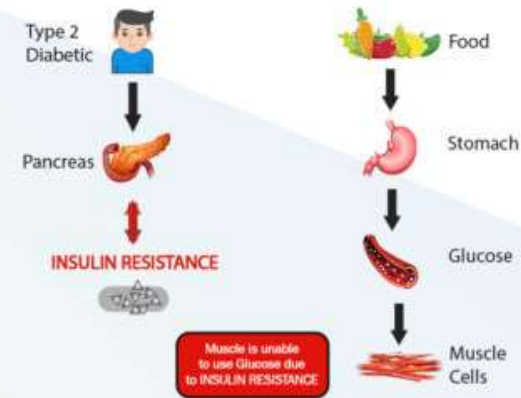 Type 2
Diabetic
Pancreas
INSULIN RESISTANCE
Food
Stomach
Glucose
Muscle
Cells
Muscle is unable
to use Glucose due
to INSULIN RESISTANCE